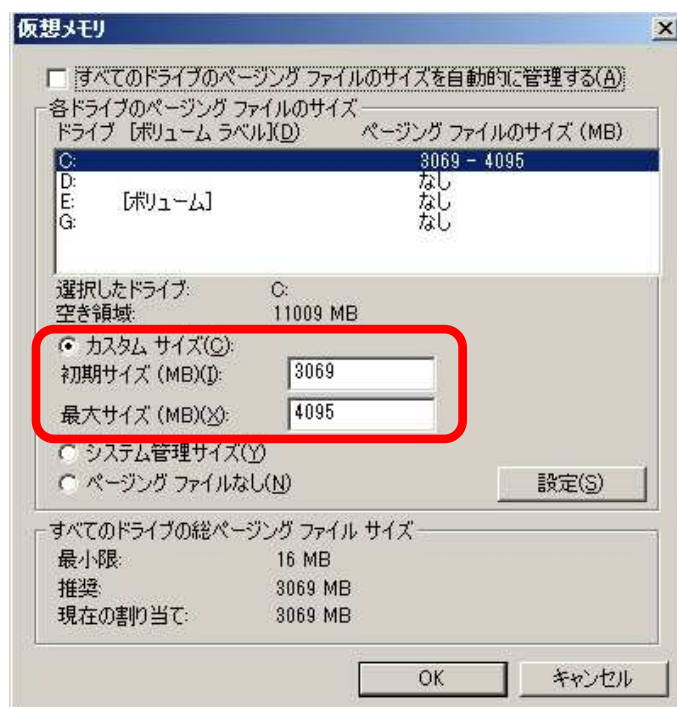 仮想メモリ
すべてのドライブのページング ファイルのサイズを自動的に管理する(A)
各ドライブのページング ファイルのサイズ
ドライブ [ボリューム ラベル](D) ページング ファイルのサイズ (MB)
C: 3069 - 4095
D: なし
E: [ボリューム] なし
G: なし
選択したドライブ: C:
空き領域: 11009 MB
カスタム サイズ(C):
初期サイズ (MB)(I): 3069
最大サイズ (MB)(X): 4095
システム管理サイズ(Y)
ページング ファイルなし(N) 設定(S)
すべてのドライブの総ページング ファイル サイズ
最小限: 16 MB
推奨: 3069 MB
現在の割り当て: 3069 MB
OK キャンセル